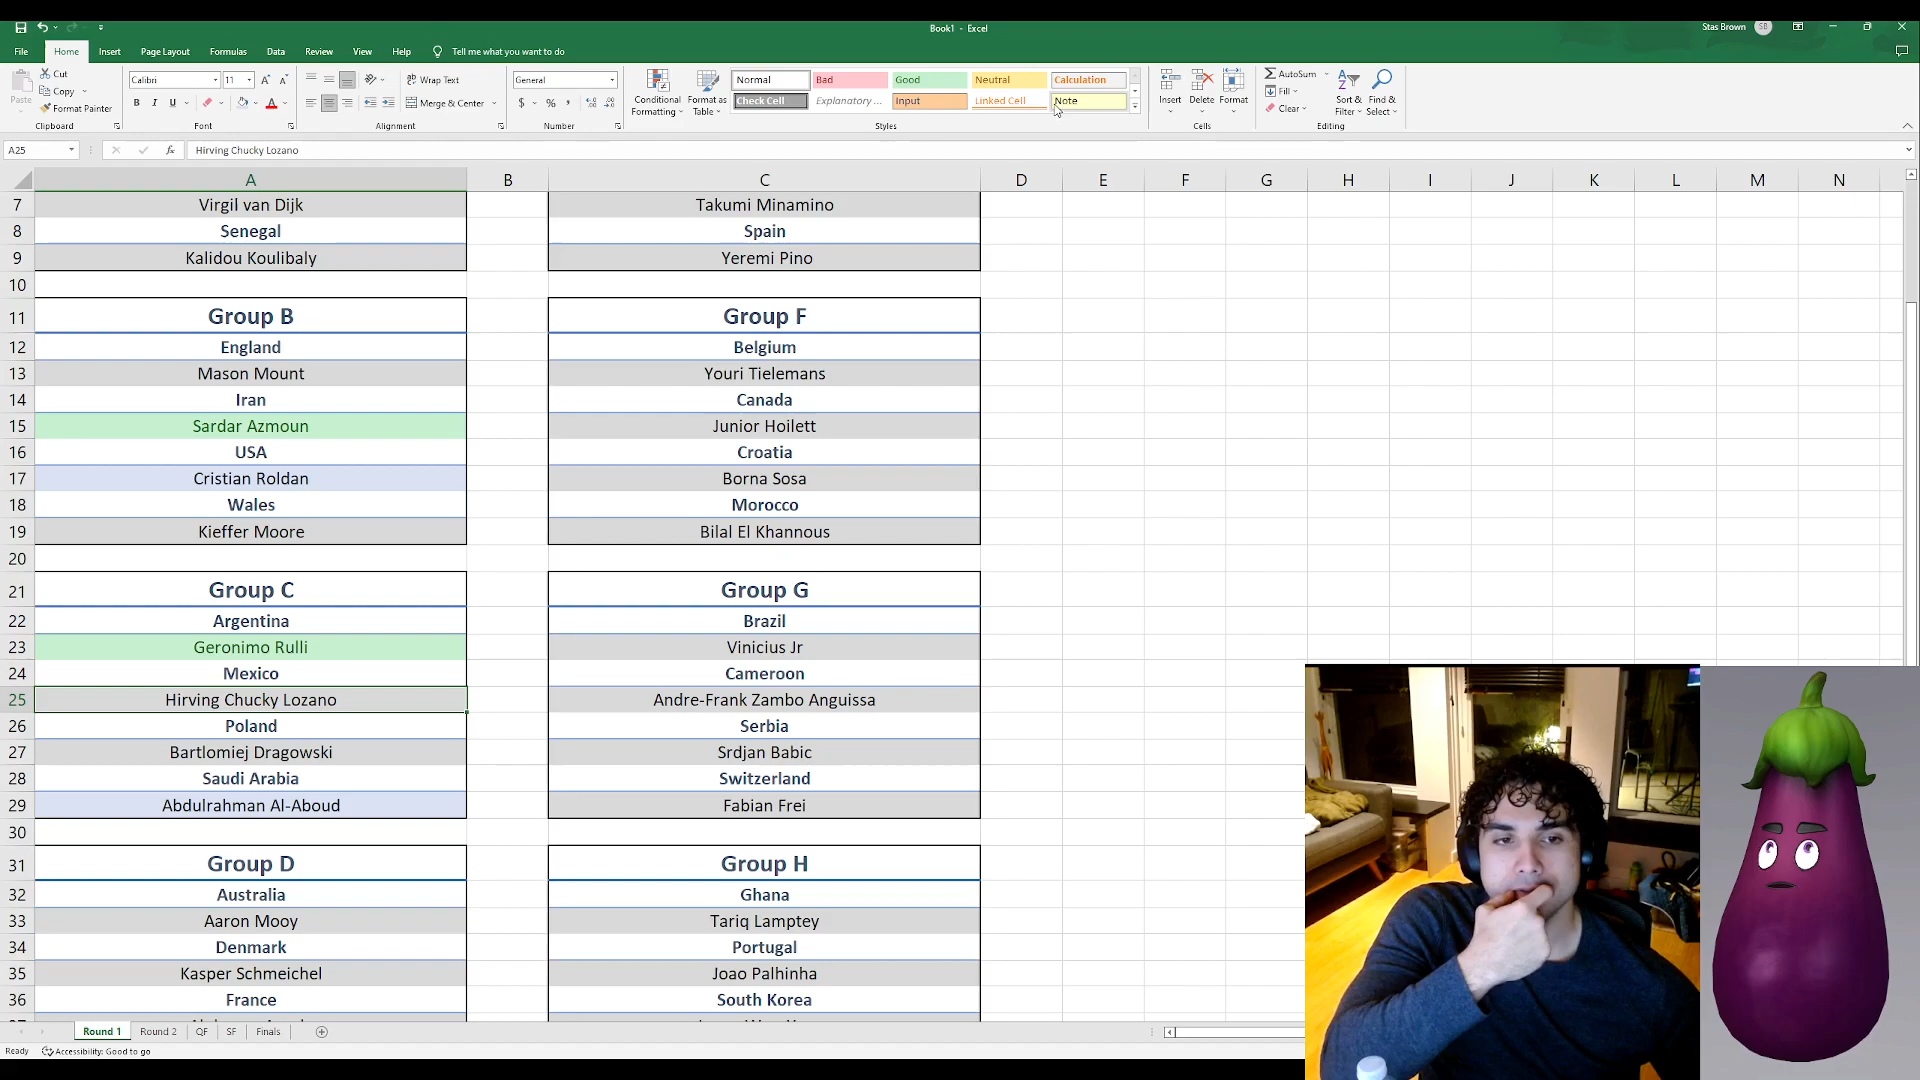 Book1 - Excel
Stas Brown
SB
File Home Insert Page Layout Formulas Data Review View Help Tell me what you want to do
Paste
Cut
Copy
Format Painter
Clipboard
Calibri 11
B I U
Font
Wrap Text
Merge & Center
Alignment
General
$ % ,
Number
Conditional Formatting
Format as Table
Normal Bad Good Neutral Calculation
Check Cell Explanatory ... Input Linked Cell Note
Styles
Insert Delete Format
Cells
AutoSum
Fill
Clear
Sort & Filter
Find & Select
Editing
A25 fx Hirving Chucky Lozano
A B C D E F G H I J K L M N
7 Virgil van Dijk Takumi Minamino
8 Senegal Spain
9 Kalidou Koulibaly Yeremi Pino
10
11 Group B Group F
12 England Belgium
13 Mason Mount Youri Tielemans
14 Iran Canada
15 Sardar Azmoun Junior Hoilett
16 USA Croatia
17 Cristian Roldan Borna Sosa
18 Wales Morocco
19 Kieffer Moore Bilal El Khannous
20
21 Group C Group G
22 Argentina Brazil
23 Geronimo Rulli Vinicius Jr
24 Mexico Cameroon
25 Hirving Chucky Lozano Andre-Frank Zambo Anguissa
26 Poland Serbia
27 Bartlomiej Dragowski Srdjan Babic
28 Saudi Arabia Switzerland
29 Abdulrahman Al-Aboud Fabian Frei
30
31 Group D Group H
32 Australia Ghana
33 Aaron Mooy Tariq Lamptey
34 Denmark Portugal
35 Kasper Schmeichel Joao Palhinha
36 France South Korea
Round 1 Round 2 QF SF Finals
Ready Accessibility: Good to go